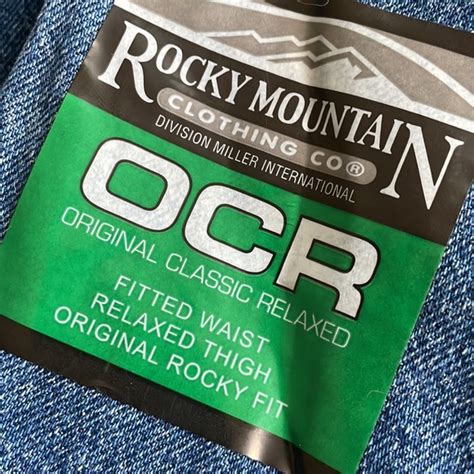 ROCKY MOUNTAIN
CLOTHING CO®
DIVISION MILLER INTERNATIONAL
OCR
ORIGINAL CLASSIC RELAXED
FITTED WAIST
RELAXED THIGH
ORIGINAL ROCKY FIT